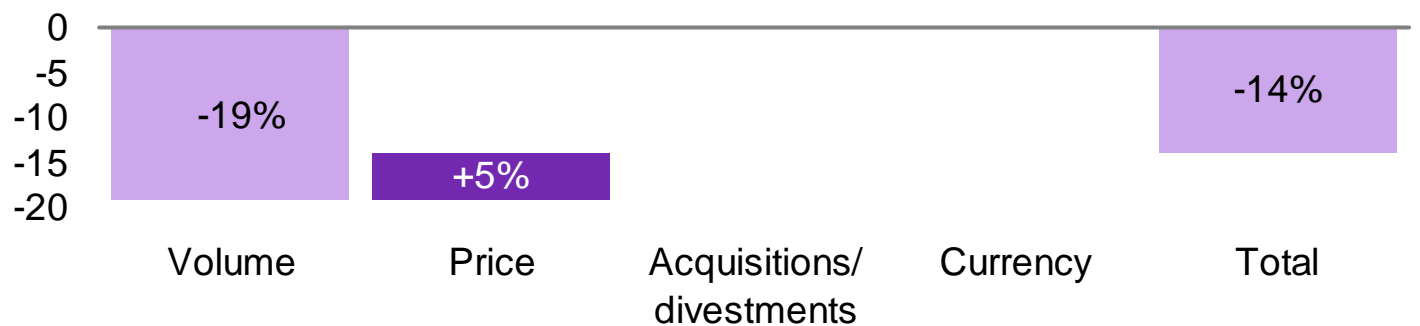 0
-5
-10
-15
-20
-19%
+5%
-14%
Volume
Price
Acquisitions/
divestments
Currency
Total